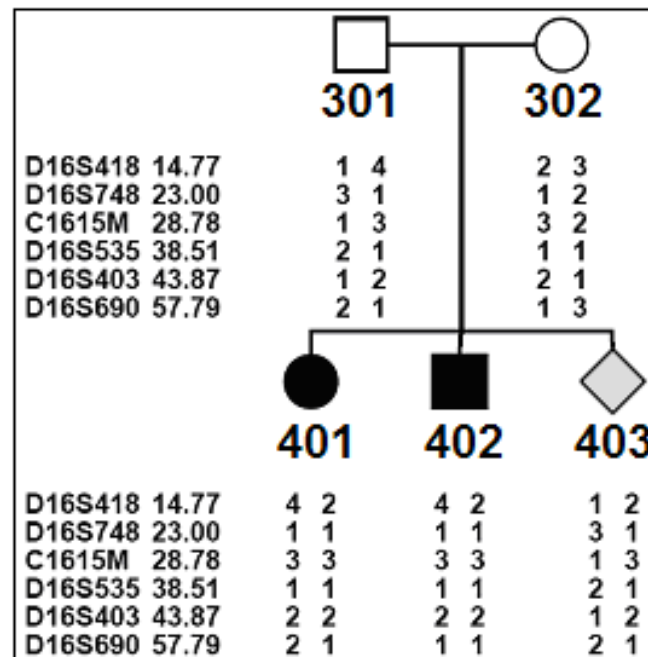 301 302
D16S418 14.77 1 4 2 3
D16S748 23.00 3 1 1 2
C1615M 28.78 1 3 3 2
D16S535 38.51 2 1 1 1
D16S403 43.87 1 2 2 1
D16S690 57.79 2 1 1 3
401 402 403
D16S418 14.77 4 2 4 2 1 2
D16S748 23.00 1 1 1 1 3 1
C1615M 28.78 3 3 3 3 1 3
D16S535 38.51 1 1 1 1 2 1
D16S403 43.87 2 2 2 2 1 2
D16S690 57.79 2 1 1 1 2 1